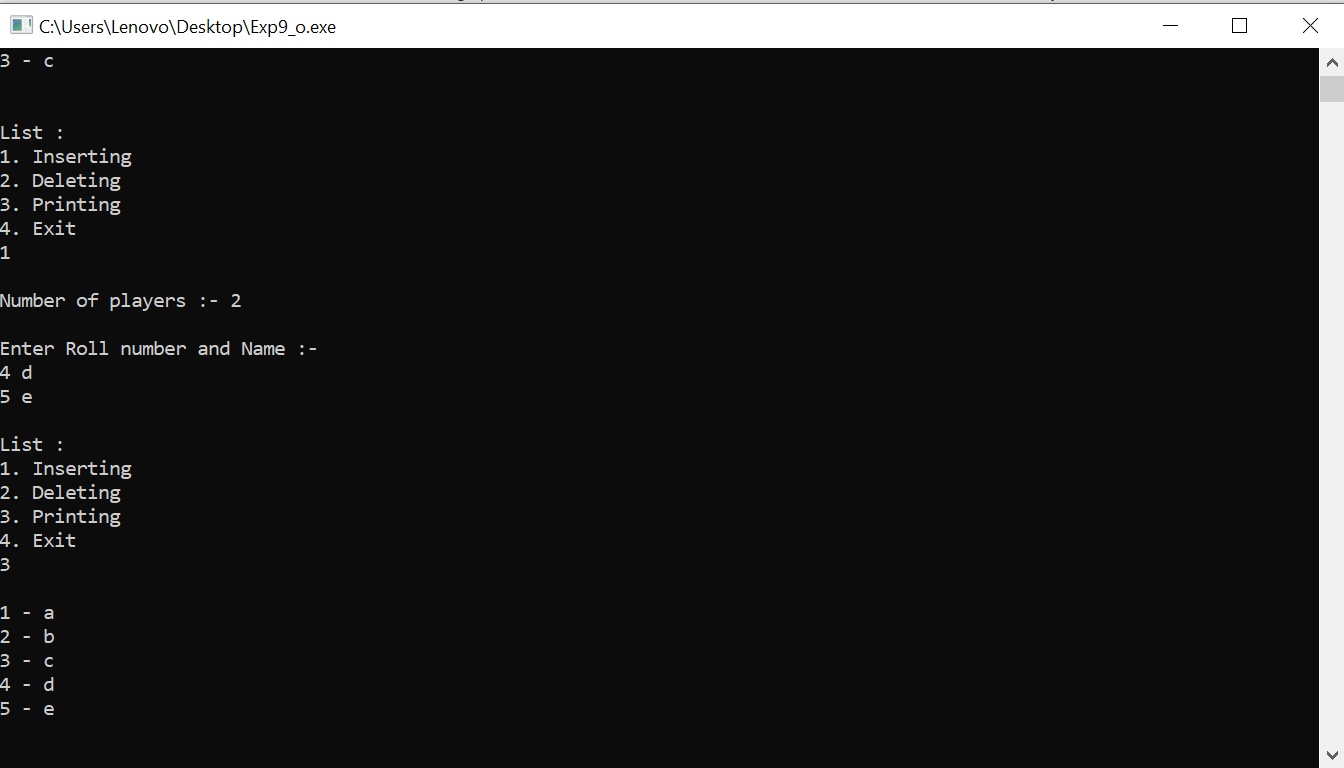 C:\Users\Lenovo\Desktop\Exp9_o.exe
3 - c
List :
1. Inserting
2. Deleting
3. Printing
4. Exit
1
Number of players :- 2
Enter Roll number and Name :-
4 d
5 e
List :
1. Inserting
2. Deleting
3. Printing
4. Exit
3
1 - a
2 - b
3 - c
4 - d
5 - e